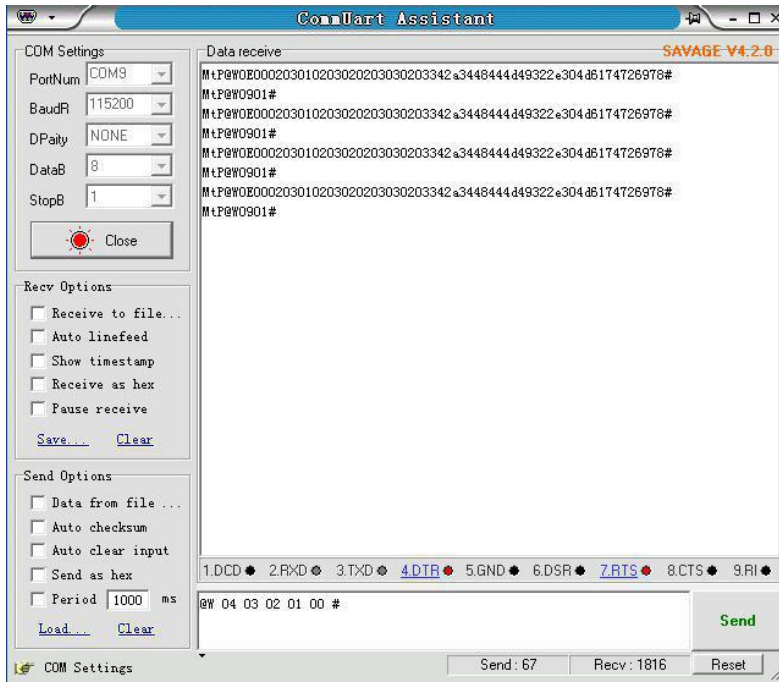 CommUart Assistant
COM Settings
PortNum COM9
BaudR 115200
DPaity NONE
DataB 8
StopB 1
Close
Recv Options
Receive to file...
Auto linefeed
Show timestamp
Receive as hex
Pause receive
Save... Clear
Send Options
Data from file ...
Auto checksum
Auto clear input
Send as hex
Period 1000 ms
Load... Clear
COM Settings
Data receive
SAVAGE V4.2.0
MtP@W0E00020301020302020303020334 2a3448444d49322e304d6174726978#
MtP@W0901#
MtP@W0E000203010203020203030203342a3448444d49322e304d6174726978#
MtP@W0901#
MtP@W0E000203010203020203030203342a3448444d49322e304d6174726978#
MtP@W0901#
MtP@W0E000203010203020203030203342a3448444d49322e304d6174726978#
MtP@W0901#
1.DCD 2.RXD 3.TXD 4.DTR 5.GND 6.DSR 7.RTS 8.CTS 9.RI
@W 04 03 02 01 00 #
Send
Send : 67 Recv : 1816 Reset